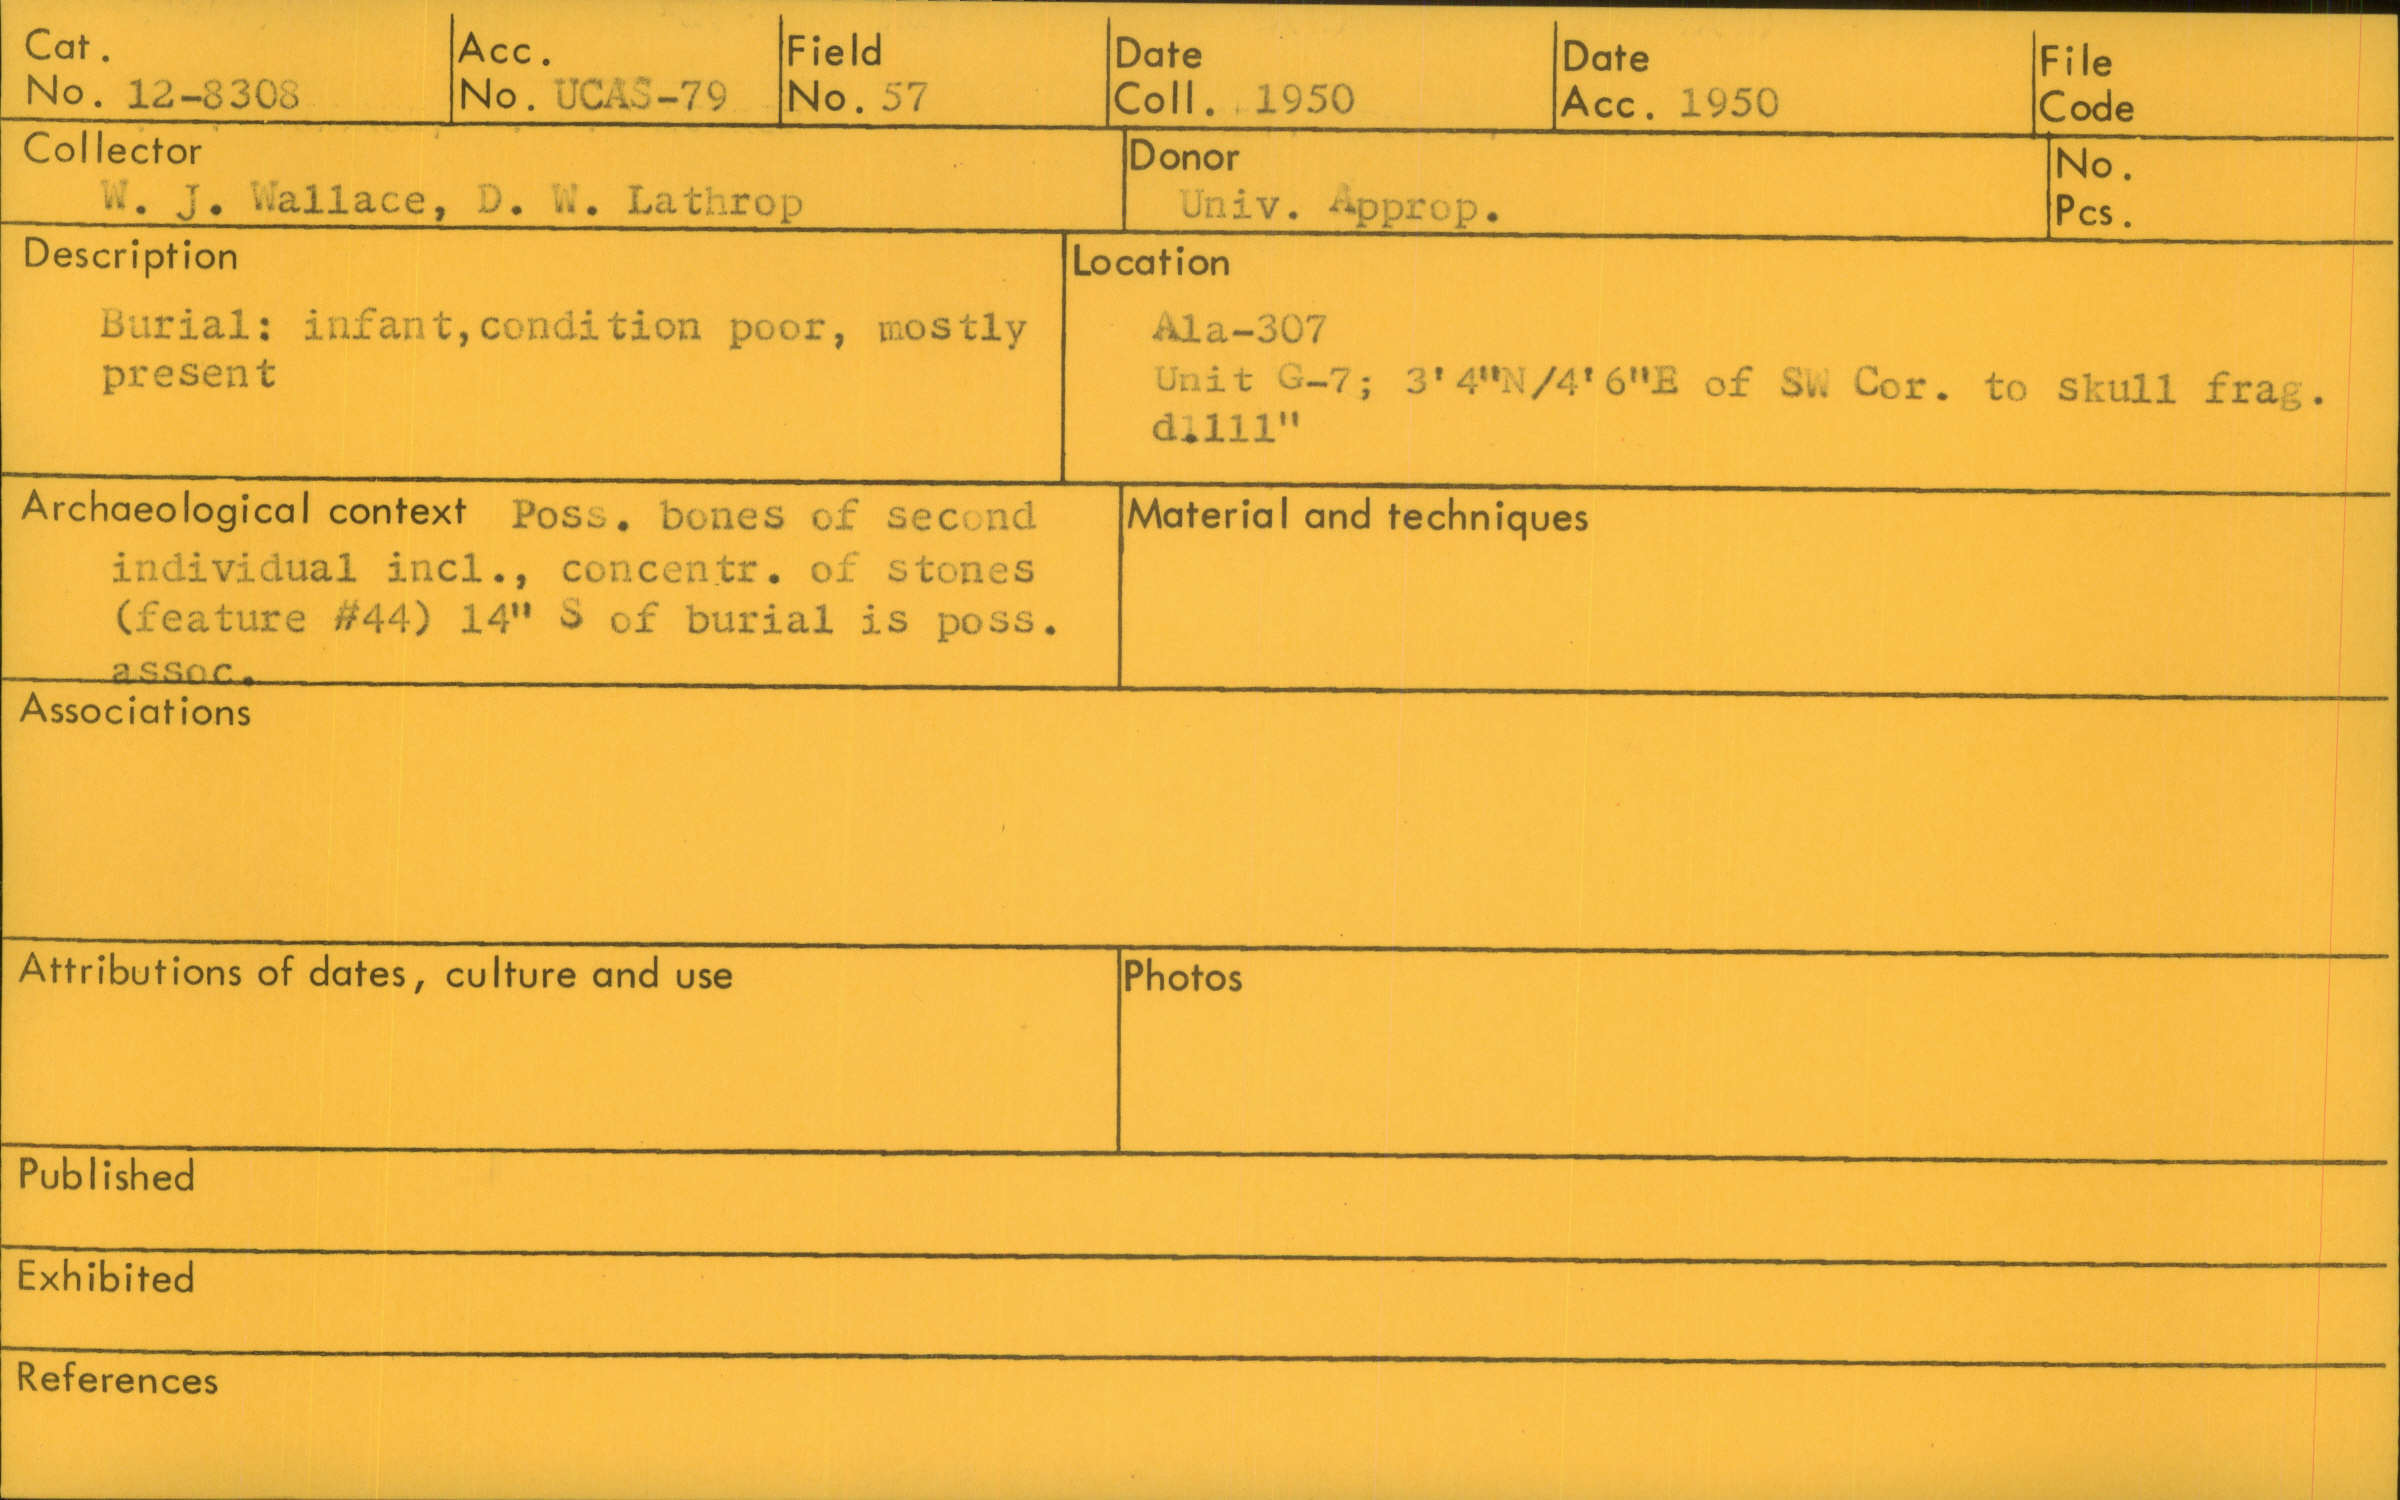 Cat. No. 12-8308
Acc. No. UCAS-79
Field No. 57
Date Coll. 1950
Date Acc. 1950
File Code
Collector
W. J. Wallace, D. W. Lathrop
Donor
Univ. Approp.
No. Pcs.
Description
Burial: infant,condition poor, mostly
present
Location
Ala-307
Unit G-7; 3'4"N/4'6"E of SW Cor. to skull frag.
d.111"
Archaeological context Poss. bones of second
individual incl., concentr. of stones
(feature #44) 14" S of burial is poss.
assoc.
Material and techniques
Associations
Attributions of dates, culture and use
Photos
Published
Exhibited
References